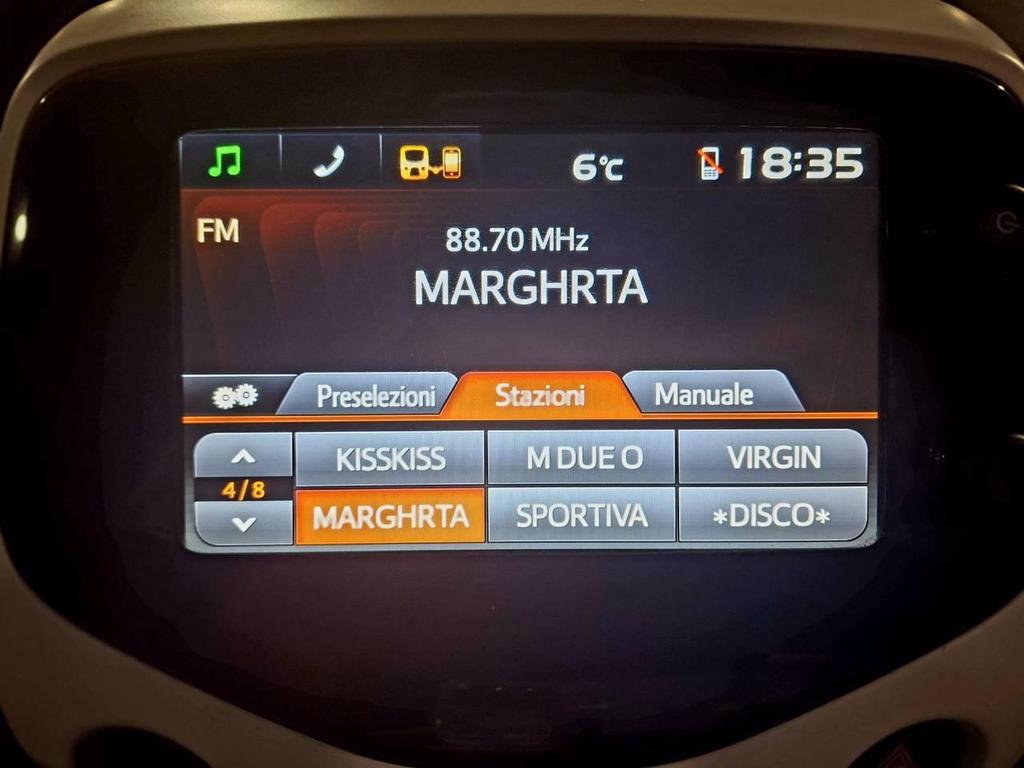 6°C 18:35
FM
88.70 MHz
MARGHRTA
Preselezioni Stazioni Manuale
KISSKISS M DUE O VIRGIN
4/8
MARGHRTA SPORTIVA *DISCO*